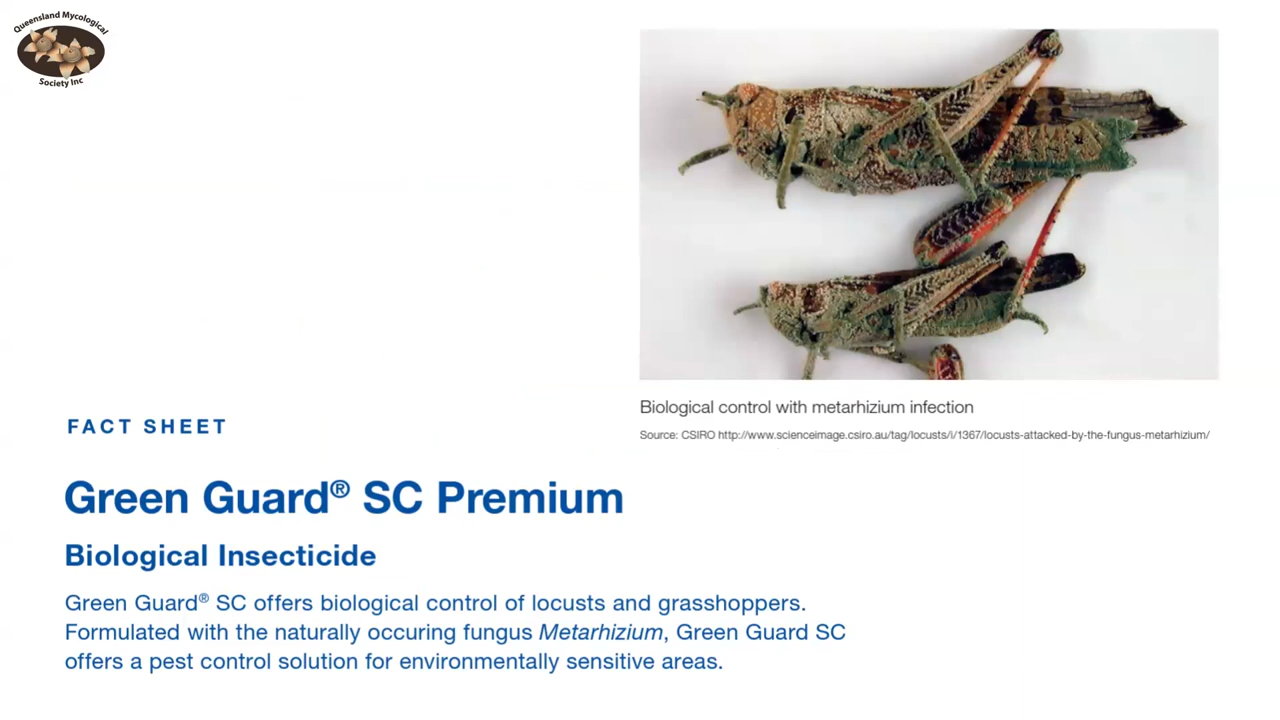 Queensland Mycological
Society Inc
Biological control with metarhizium infection
Source: CSIRO http://www.scienceimage.csiro.au/tag/locusts/i/1367/locusts-attacked-by-the-fungus-metarhizium/
FACT SHEET
Green Guard® SC Premium
Biological Insecticide
Green Guard® SC offers biological control of locusts and grasshoppers.
Formulated with the naturally occuring fungus Metarhizium, Green Guard SC
offers a pest control solution for environmentally sensitive areas.